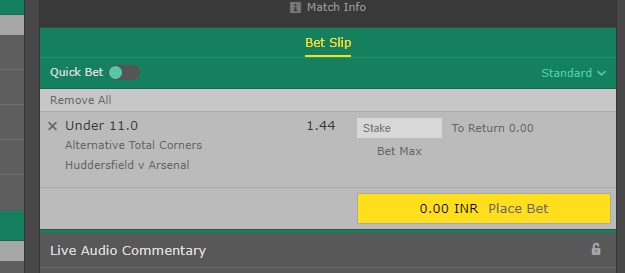 Match Info
Bet Slip
Quick Bet Standard
Remove All
Under 11.0 1.44 Stake To Return 0.00
Alternative Total Corners Bet Max
Huddersfield v Arsenal
0.00 INR Place Bet
Live Audio Commentary